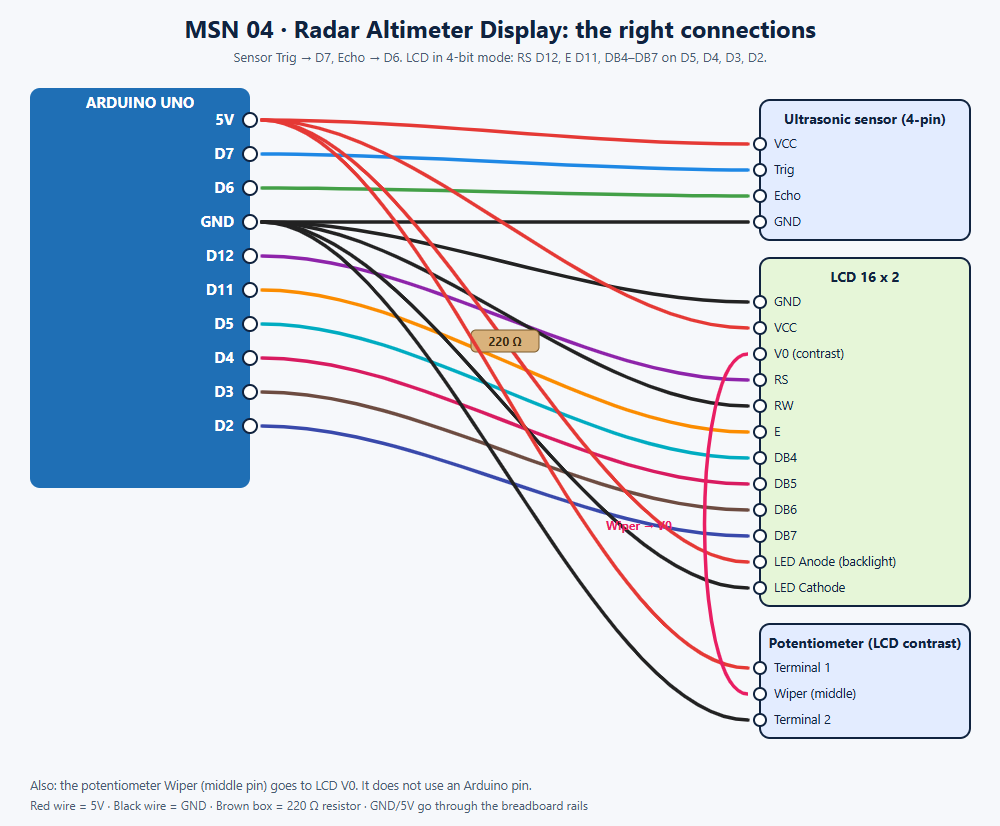 MSN 04 · Radar Altimeter Display: the right connections
Sensor Trig → D7, Echo → D6. LCD in 4-bit mode: RS D12, E D11, DB4–DB7 on D5, D4, D3, D2.
ARDUINO UNO
5V
D7
D6
GND
D12
D11
D5
D4
D3
D2
220 Ω
Wiper → V0
Ultrasonic sensor (4-pin)
VCC
Trig
Echo
GND
LCD 16 x 2
GND
VCC
V0 (contrast)
RS
RW
E
DB4
DB5
DB6
DB7
LED Anode (backlight)
LED Cathode
Potentiometer (LCD contrast)
Terminal 1
Wiper (middle)
Terminal 2
Also: the potentiometer Wiper (middle pin) goes to LCD V0. It does not use an Arduino pin.
Red wire = 5V · Black wire = GND · Brown box = 220 Ω resistor · GND/5V go through the breadboard rails